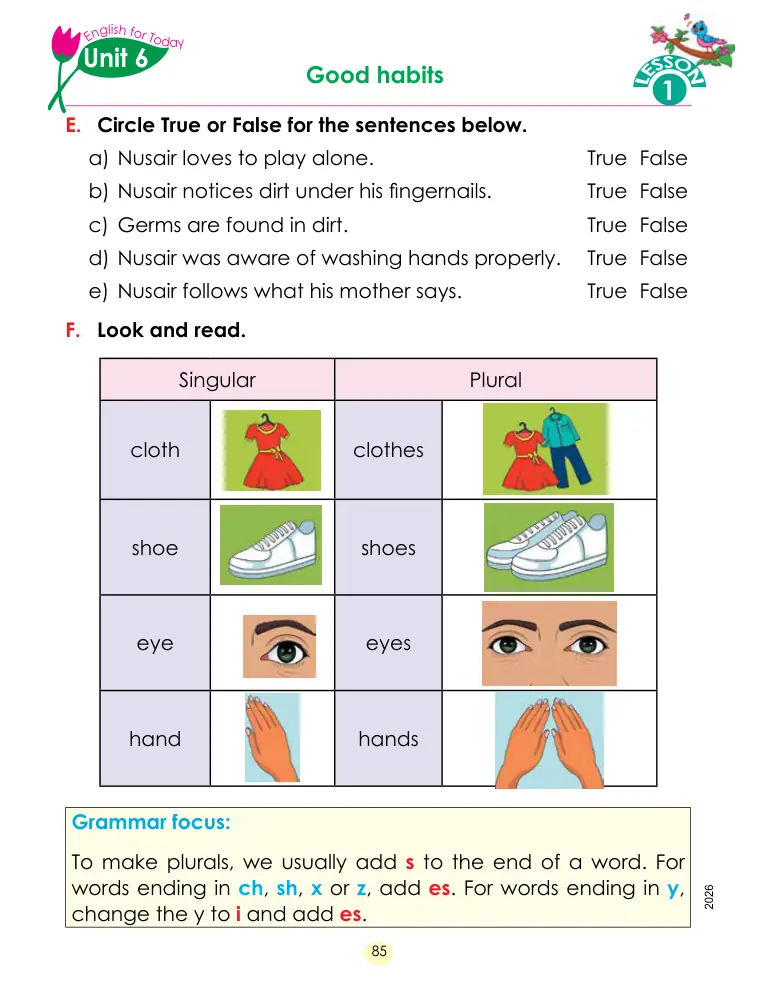 English for Today
Unit 6
Good habits
LESSON
1
E. Circle True or False for the sentences below.
a) Nusair loves to play alone. True False
b) Nusair notices dirt under his fingernails. True False
c) Germs are found in dirt. True False
d) Nusair was aware of washing hands properly. True False
e) Nusair follows what his mother says. True False
F. Look and read.
Singular Plural
cloth clothes
shoe shoes
eye eyes
hand hands
Grammar focus:
To make plurals, we usually add s to the end of a word. For
words ending in ch, sh, x or z, add es. For words ending in y,
change the y to i and add es.
2026
85